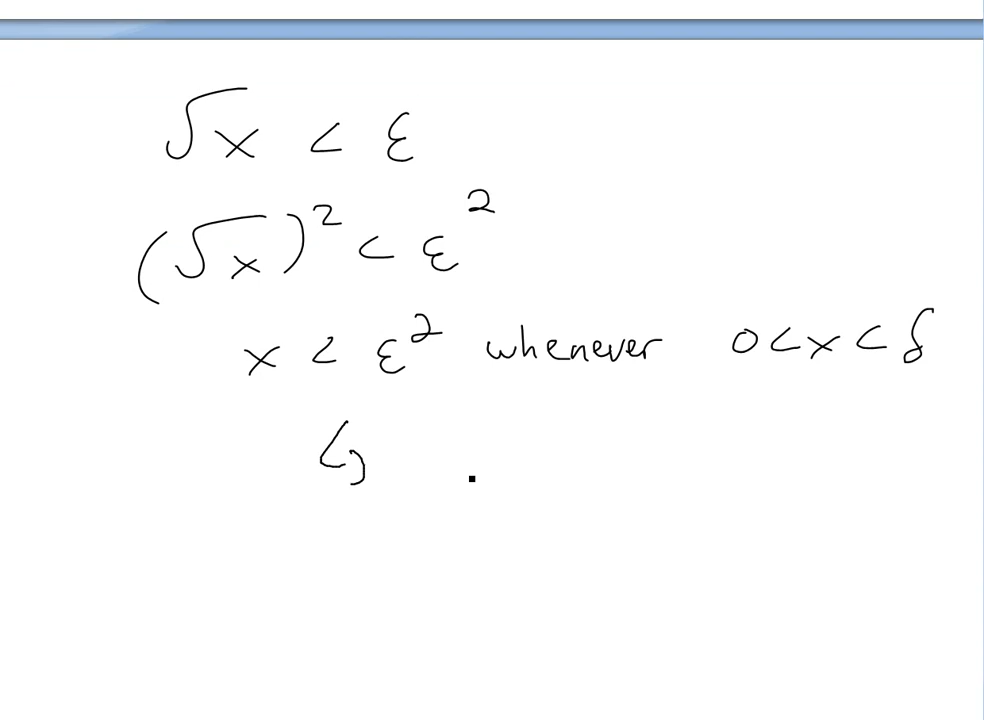 √x < ε
(√x)² < ε²
x < ε² whenever 0 < x < δ